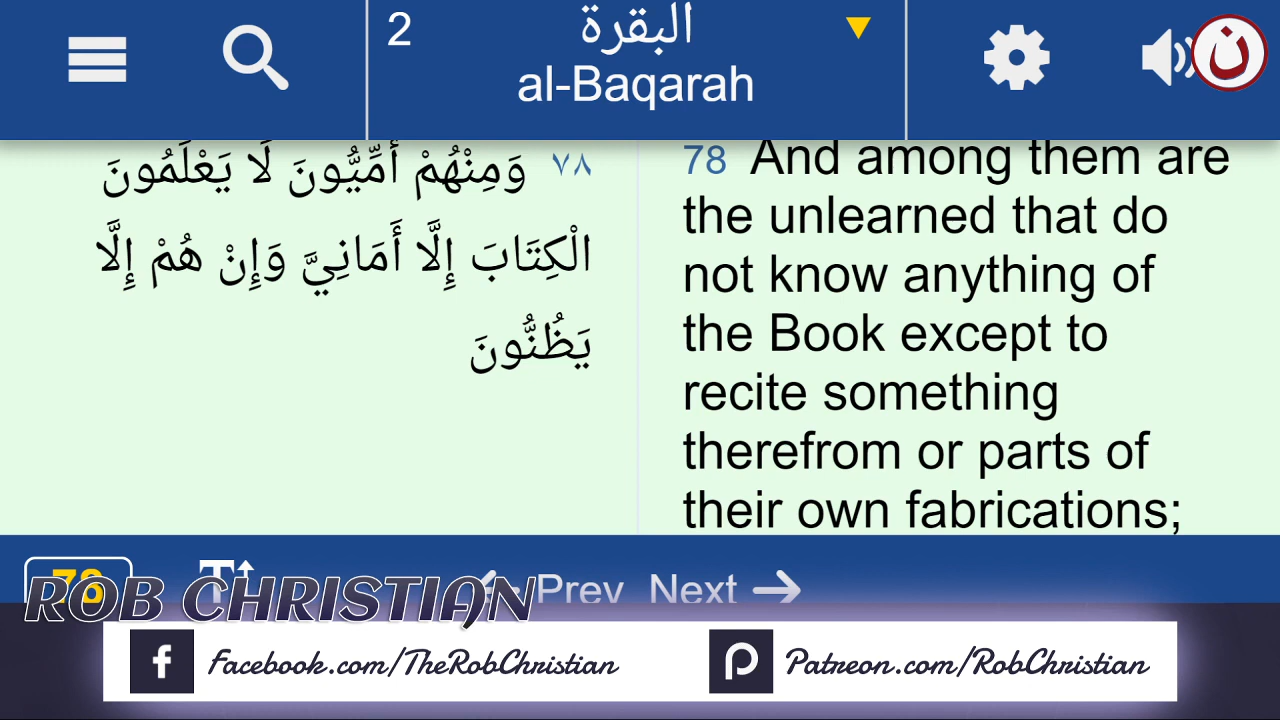 2
البقرة
al-Baqarah
ن
٧٨ وَمِنْهُمْ أُمِّيُّونَ لَا يَعْلَمُونَ
الْكِتَابَ إِلَّا أَمَانِيَّ وَإِنْ هُمْ إِلَّا
يَظُنُّونَ
78 And among them are
the unlearned that do
not know anything of
the Book except to
recite something
therefrom or parts of
their own fabrications;
78
T
Prev Next
ROB CHRISTIAN
Facebook.com/TheRobChristian
Patreon.com/RobChristian